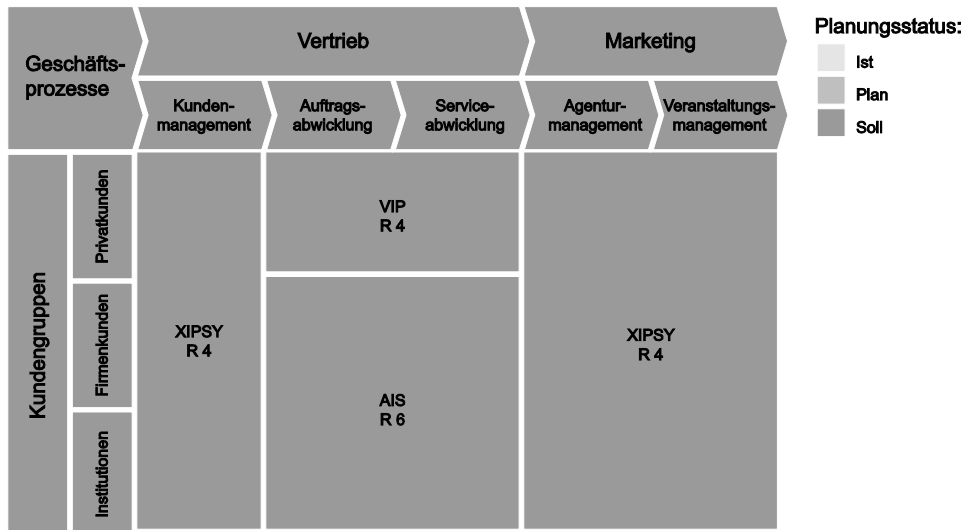 Geschäfts-
prozesse
Vertrieb
Marketing
Kunden-
management
Auftrags-
abwicklung
Service-
abwicklung
Agentur-
management
Veranstaltungs-
management
Planungsstatus:
Ist
Plan
Soll
Kundengruppen
Privatkunden
Firmenkunden
Institutionen
XIPSY
R 4
VIP
R 4
AIS
R 6
XIPSY
R 4